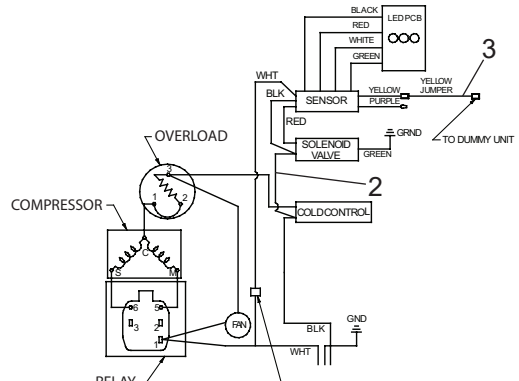 BLACK
LED PCB
RED
WHITE
GREEN
3
WHT
YELLOW
YELLOW JUMPER
BLK
SENSOR
PURPLE
RED
GRND
TO DUMMY UNIT
OVERLOAD
SOLENOID
VALVE
GREEN
3
1
2
2
COMPRESSOR
COLD CONTROL
C
S
M
6
5
3
2
1
FAN
GND
BLK
WHT
RELAY